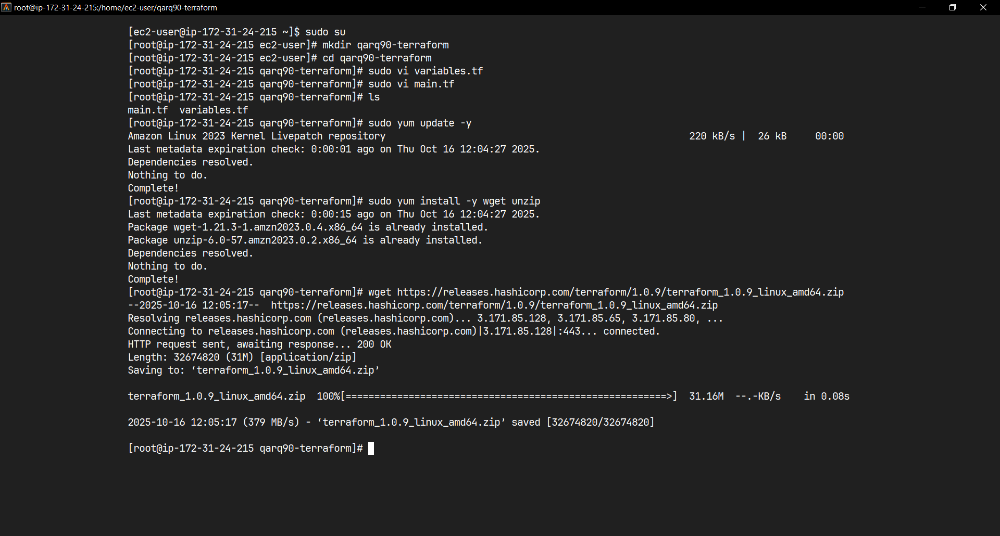 root@ip-172-31-24-215:/home/ec2-user/qarq90-terraform
[ec2-user@ip-172-31-24-215 ~]$ sudo su
[root@ip-172-31-24-215 ec2-user]# mkdir qarq90-terraform
[root@ip-172-31-24-215 ec2-user]# cd qarq90-terraform
[root@ip-172-31-24-215 qarq90-terraform]# sudo vi variables.tf
[root@ip-172-31-24-215 qarq90-terraform]# sudo vi main.tf
[root@ip-172-31-24-215 qarq90-terraform]# ls
main.tf  variables.tf
[root@ip-172-31-24-215 qarq90-terraform]# sudo yum update -y
Amazon Linux 2023 Kernel Livepatch repository                                                     220 kB/s |  26 kB     00:00
Last metadata expiration check: 0:00:01 ago on Thu Oct 16 12:04:27 2025.
Dependencies resolved.
Nothing to do.
Complete!
[root@ip-172-31-24-215 qarq90-terraform]# sudo yum install -y wget unzip
Last metadata expiration check: 0:00:15 ago on Thu Oct 16 12:04:27 2025.
Package wget-1.21.3-1.amzn2023.0.4.x86_64 is already installed.
Package unzip-6.0-57.amzn2023.0.2.x86_64 is already installed.
Dependencies resolved.
Nothing to do.
Complete!
[root@ip-172-31-24-215 qarq90-terraform]# wget https://releases.hashicorp.com/terraform/1.0.9/terraform_1.0.9_linux_amd64.zip
--2025-10-16 12:05:17--  https://releases.hashicorp.com/terraform/1.0.9/terraform_1.0.9_linux_amd64.zip
Resolving releases.hashicorp.com (releases.hashicorp.com)... 3.171.85.128, 3.171.85.65, 3.171.85.80, ...
Connecting to releases.hashicorp.com (releases.hashicorp.com)|3.171.85.128|:443... connected.
HTTP request sent, awaiting response... 200 OK
Length: 32674820 (31M) [application/zip]
Saving to: ‘terraform_1.0.9_linux_amd64.zip’
terraform_1.0.9_linux_amd64.zip  100%[========================================================>]  31.16M  --.-KB/s    in 0.08s
2025-10-16 12:05:17 (379 MB/s) - ‘terraform_1.0.9_linux_amd64.zip’ saved [32674820/32674820]
[root@ip-172-31-24-215 qarq90-terraform]#